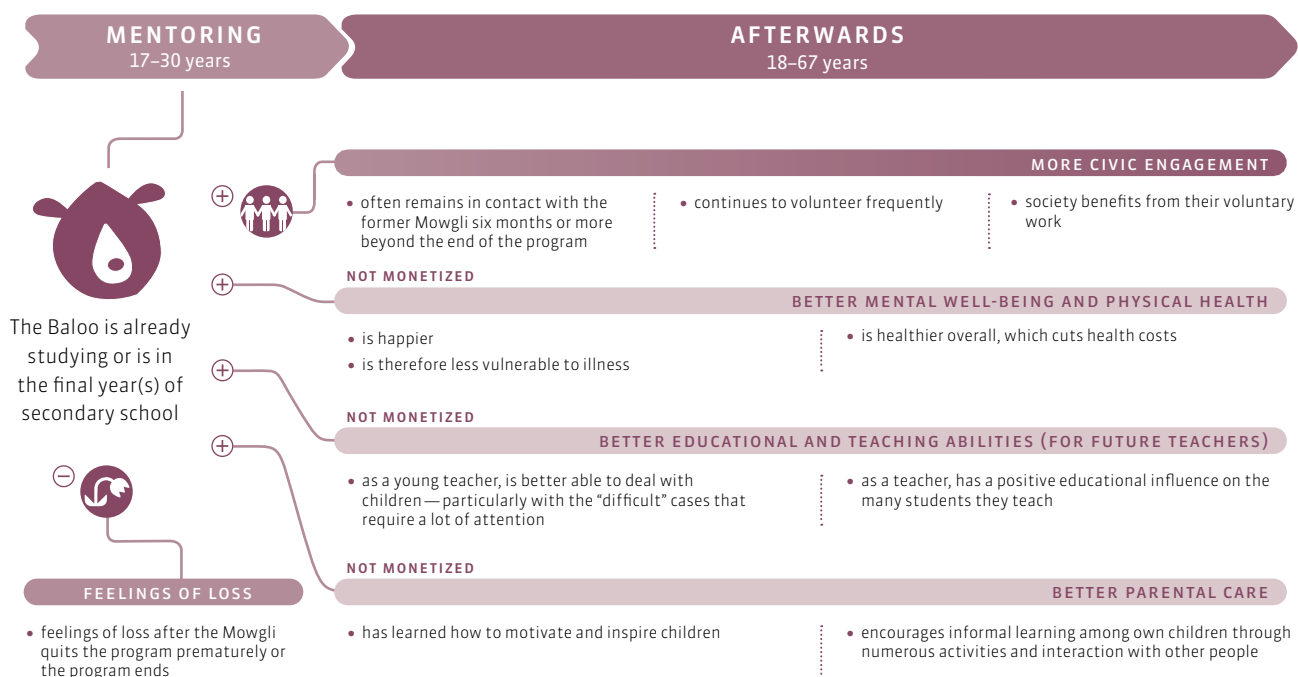 MENTORING
17–30 years
AFTERWARDS
18–67 years
MORE CIVIC ENGAGEMENT
• often remains in contact with the
former Mowgli six months or more
beyond the end of the program
• continues to volunteer frequently
• society benefits from their voluntary
work
NOT MONETIZED
BETTER MENTAL WELL-BEING AND PHYSICAL HEALTH
• is happier
• is therefore less vulnerable to illness
• is healthier overall, which cuts health costs
The Baloo is already
studying or is in
the final year(s) of
secondary school
NOT MONETIZED
BETTER EDUCATIONAL AND TEACHING ABILITIES (FOR FUTURE TEACHERS)
• as a young teacher, is better able to deal with
children — particularly with the “difficult” cases that
require a lot of attention
• as a teacher, has a positive educational influence on the
many students they teach
NOT MONETIZED
BETTER PARENTAL CARE
• has learned how to motivate and inspire children
• encourages informal learning among own children through
numerous activities and interaction with other people
FEELINGS OF LOSS
• feelings of loss after the Mowgli
quits the program prematurely or
the program ends